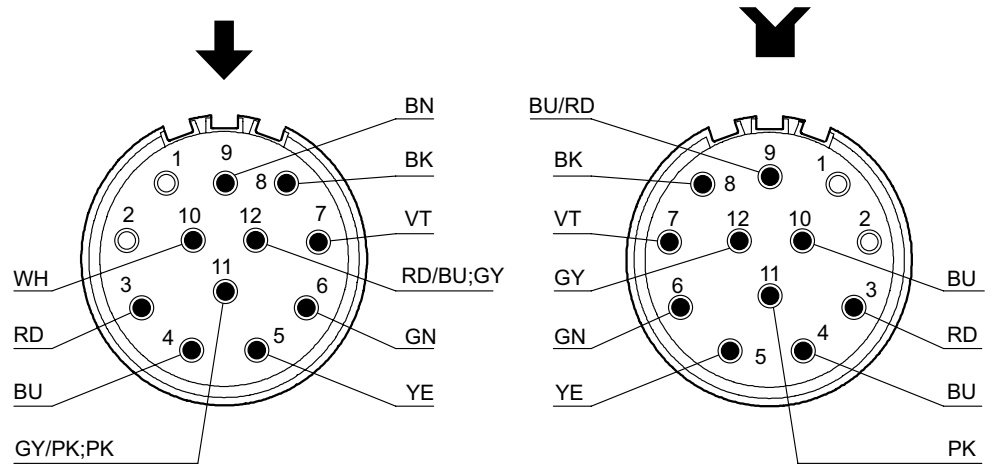 BN
BU/RD
1
9
8
BK
BK
8
9
1
2
10
12
7
VT
VT
7
12
10
2
WH
11
RD/BU;GY
GY
11
BU
3
6
6
3
RD
GN
GN
RD
4
5
5
4
BU
YE
YE
BU
GY/PK;PK
PK